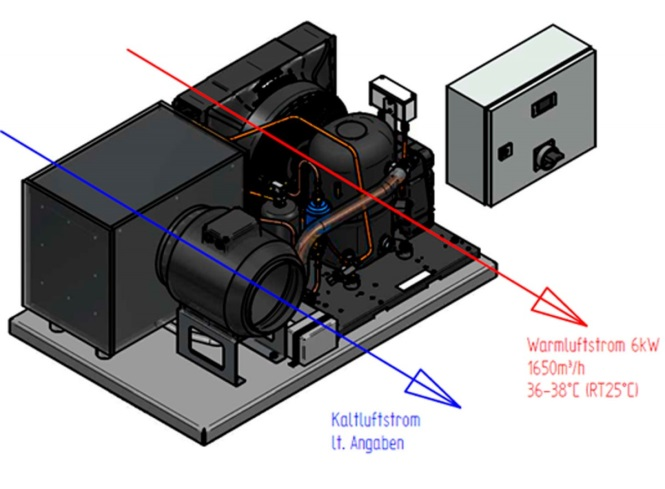 Warmluftstrom 6kW
1650m³/h
36-38°C (RT25°C)
Kaltluftstrom
lt. Angaben